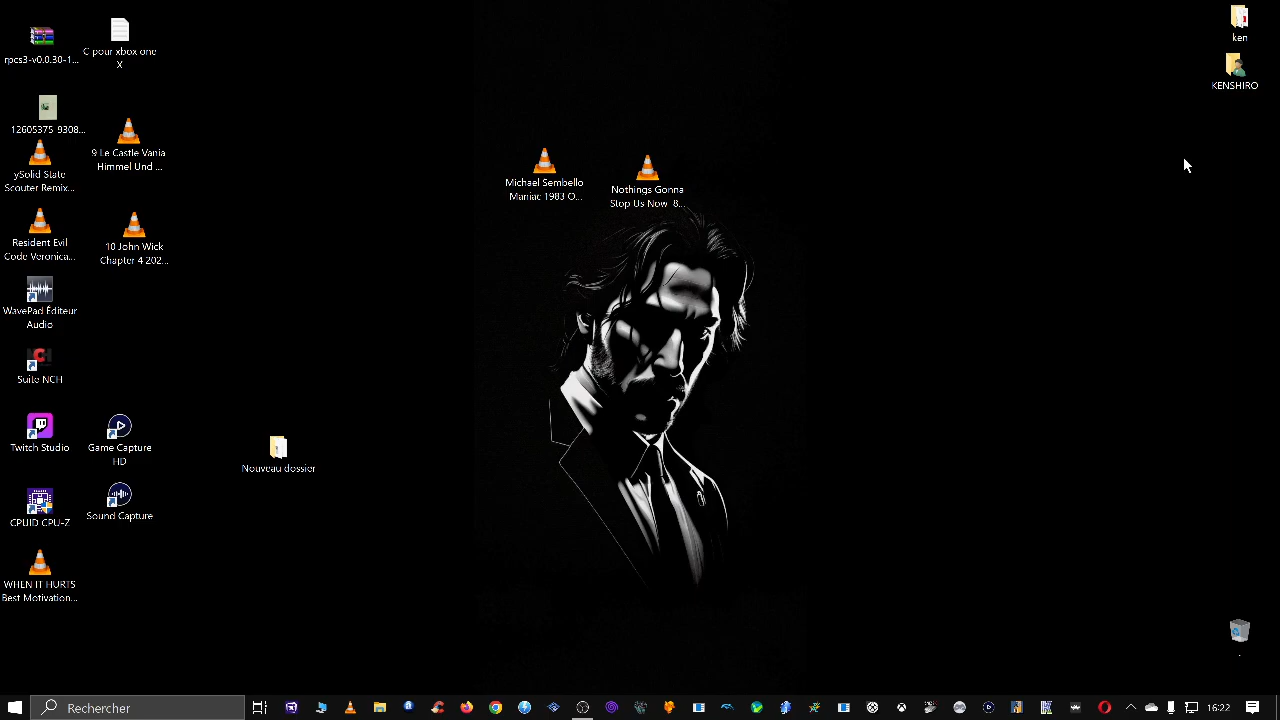 rpcs3-v0.0.30-1...
C pour xbox one
X
ken
KENSHIRO
12605375-9308...
ySolid State
Scouter Remix...
9 Le Castle Vania
Himmel Und ...
Michael Sembello
Maniac 1983 O...
Nothings Gonna
Stop Us Now 8...
Resident Evil
Code Veronica...
10 John Wick
Chapter 4 202...
WavePad Éditeur
Audio
Suite NCH
Twitch Studio
Game Capture
HD
Nouveau dossier
CPUID CPU-Z
Sound Capture
WHEN IT HURTS
Best Motivation...
.
Rechercher
16:22